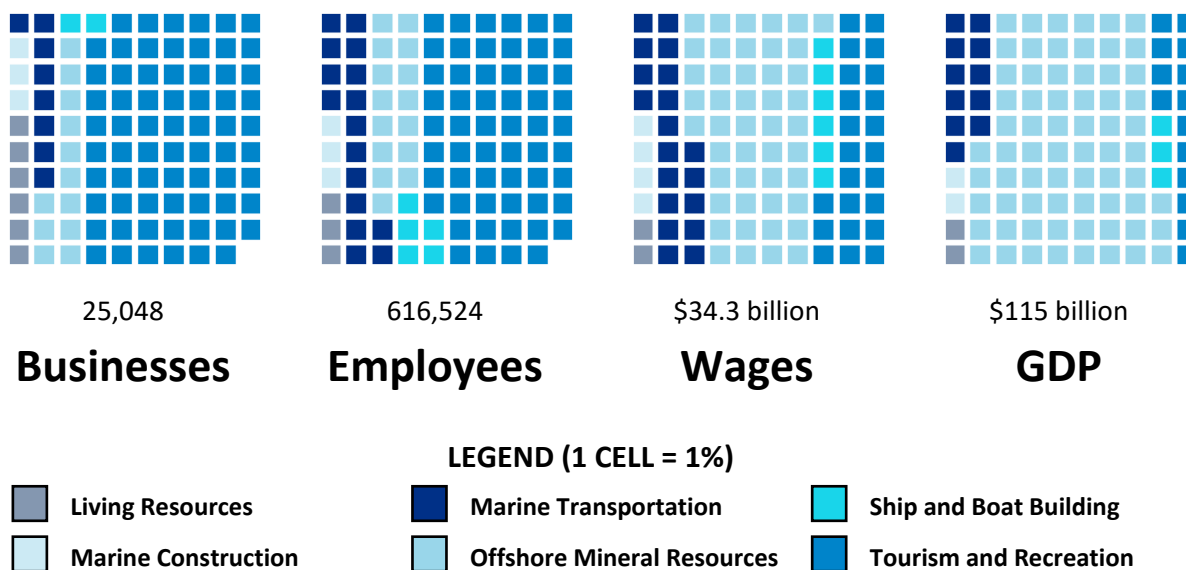 25,048
616,524
$34.3 billion
$115 billion
Businesses
Employees
Wages
GDP
LEGEND (1 CELL = 1%)
Living Resources
Marine Transportation
Ship and Boat Building
Marine Construction
Offshore Mineral Resources
Tourism and Recreation